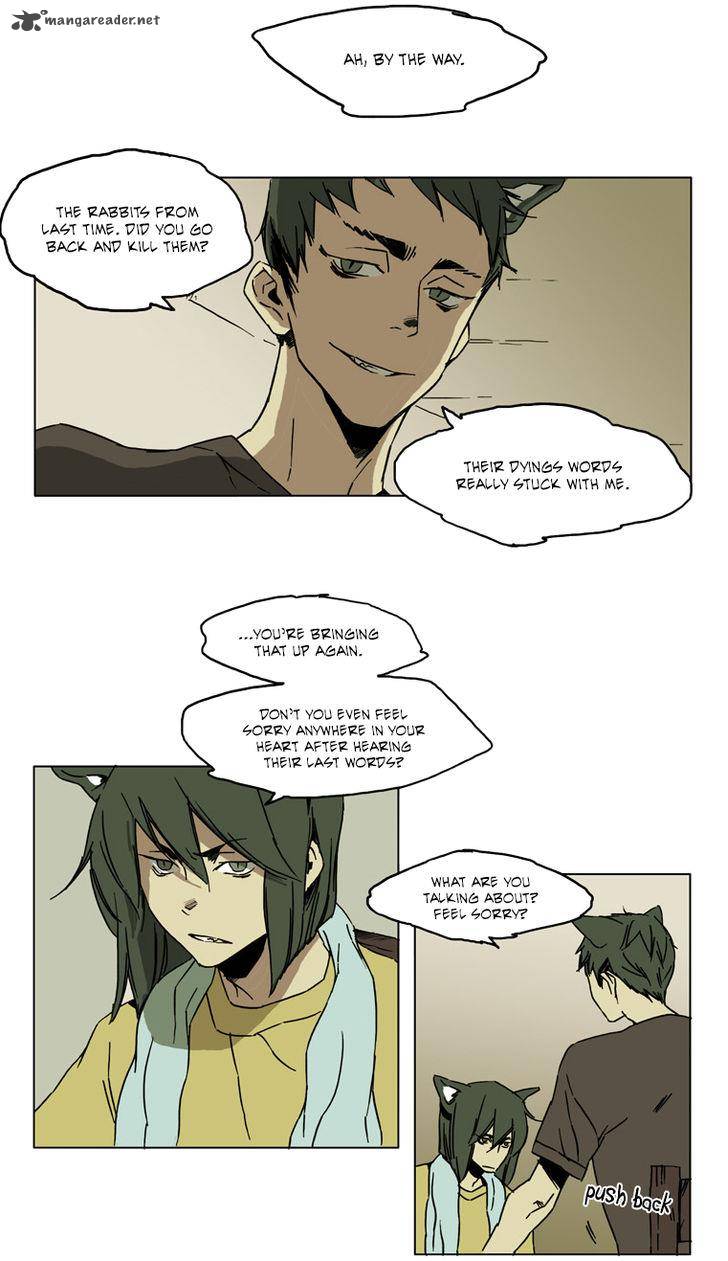 mangareader.net
AH, BY THE WAY.
THE RABBITS FROM
LAST TIME. DID YOU GO
BACK AND KILL THEM?
THEIR DYINGS WORDS
REALLY STUCK WITH ME.
...YOU'RE BRINGING
THAT UP AGAIN.
DON'T YOU EVEN FEEL
SORRY ANYWHERE IN YOUR
HEART AFTER HEARING
THEIR LAST WORDS?
WHAT ARE YOU
TALKING ABOUT?
FEEL SORRY?
push back